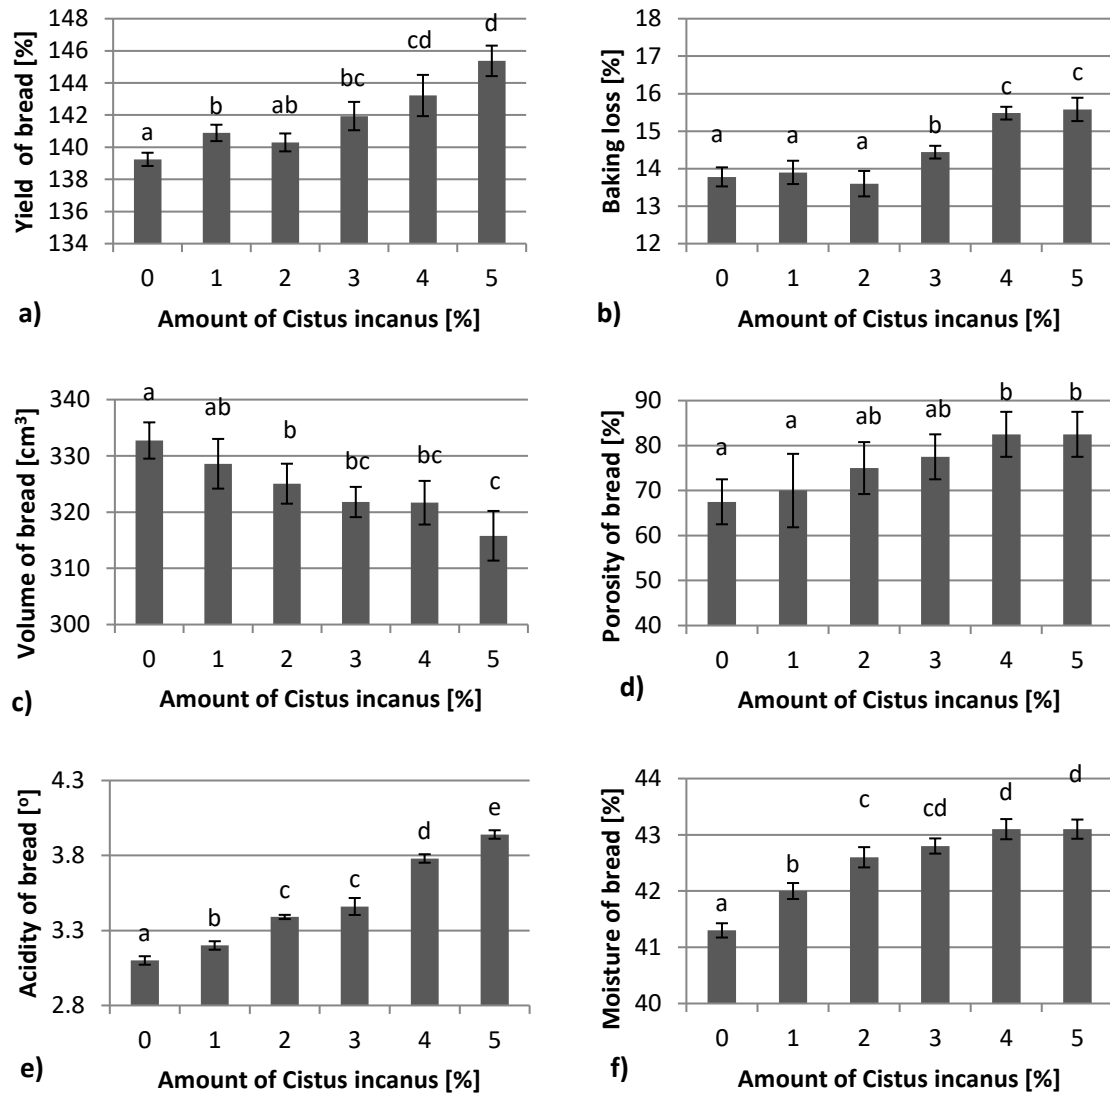 Yield of bread [%]
148
146
144
142
140
138
136
134
a
b
ab
bc
cd
d
0 1 2 3 4 5
a)
Amount of Cistus incanus [%]
Baking loss [%]
18
17
16
15
14
13
12
a
a
a
b
c
c
0 1 2 3 4 5
b)
Amount of Cistus incanus [%]
Volume of bread [cm³]
340
330
320
310
300
a
ab
b
bc
bc
c
0 1 2 3 4 5
c)
Amount of Cistus incanus [%]
Porosity of bread [%]
90
80
70
60
50
40
a
a
ab
ab
b
b
0 1 2 3 4 5
d)
Amount of Cistus incanus [%]
Acidity of bread [º]
4.3
3.8
3.3
2.8
a
b
c
c
d
e
0 1 2 3 4 5
e)
Amount of Cistus incanus [%]
Moisture of bread [%]
44
43
42
41
40
a
b
c
cd
d
d
0 1 2 3 4 5
f)
Amount of Cistus incanus [%]